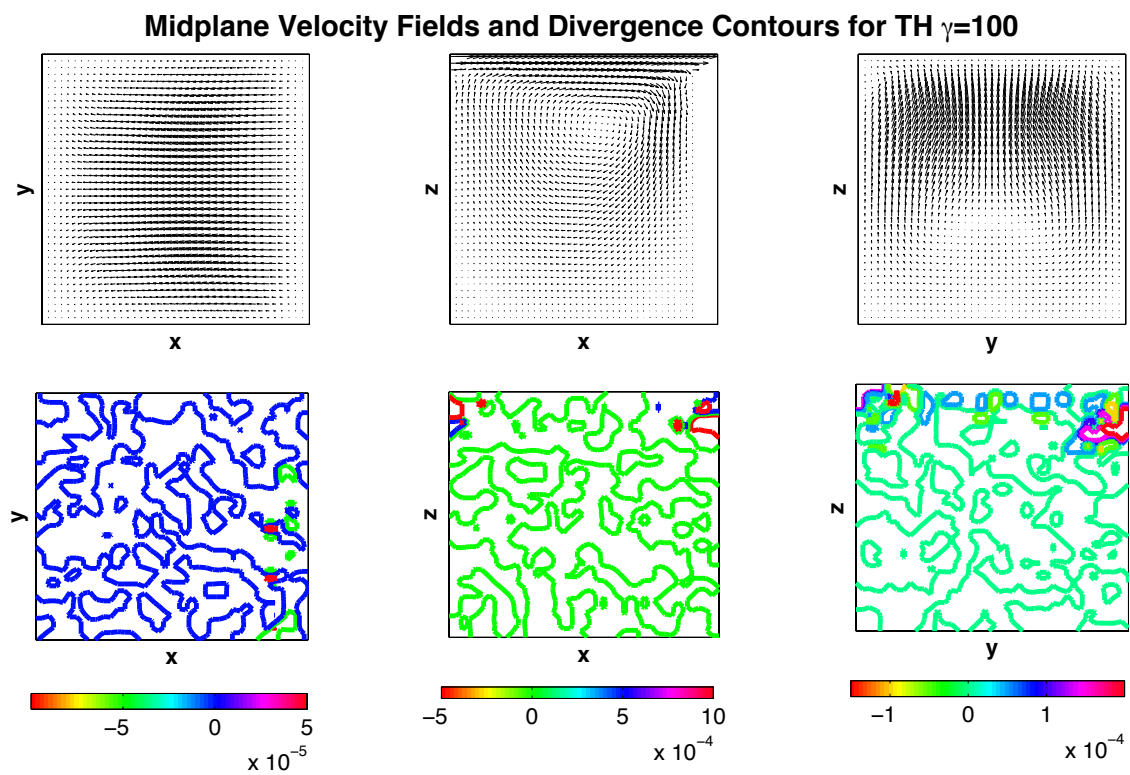 Midplane Velocity Fields and Divergence Contours for TH γ=100
y
x
z
x
z
y
y
x
z
x
z
y
−5 0 5
x 10⁻⁵
−5 0 5 10
x 10⁻⁴
−1 0 1
x 10⁻⁴